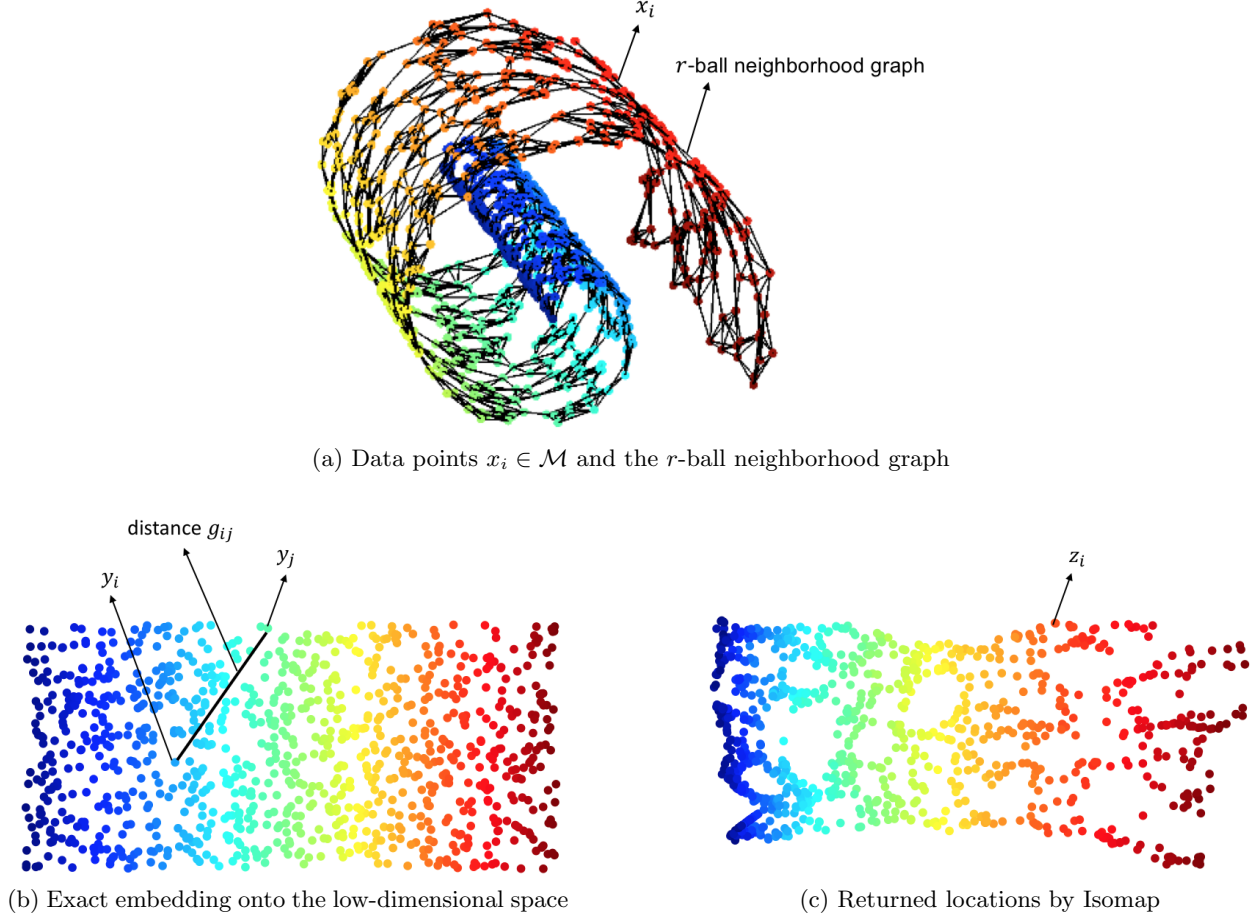 x_i
r-ball neighborhood graph
(a) Data points x_i ∈ ℳ and the r-ball neighborhood graph
distance g_ij
y_i
y_j
z_i
(b) Exact embedding onto the low-dimensional space
(c) Returned locations by Isomap